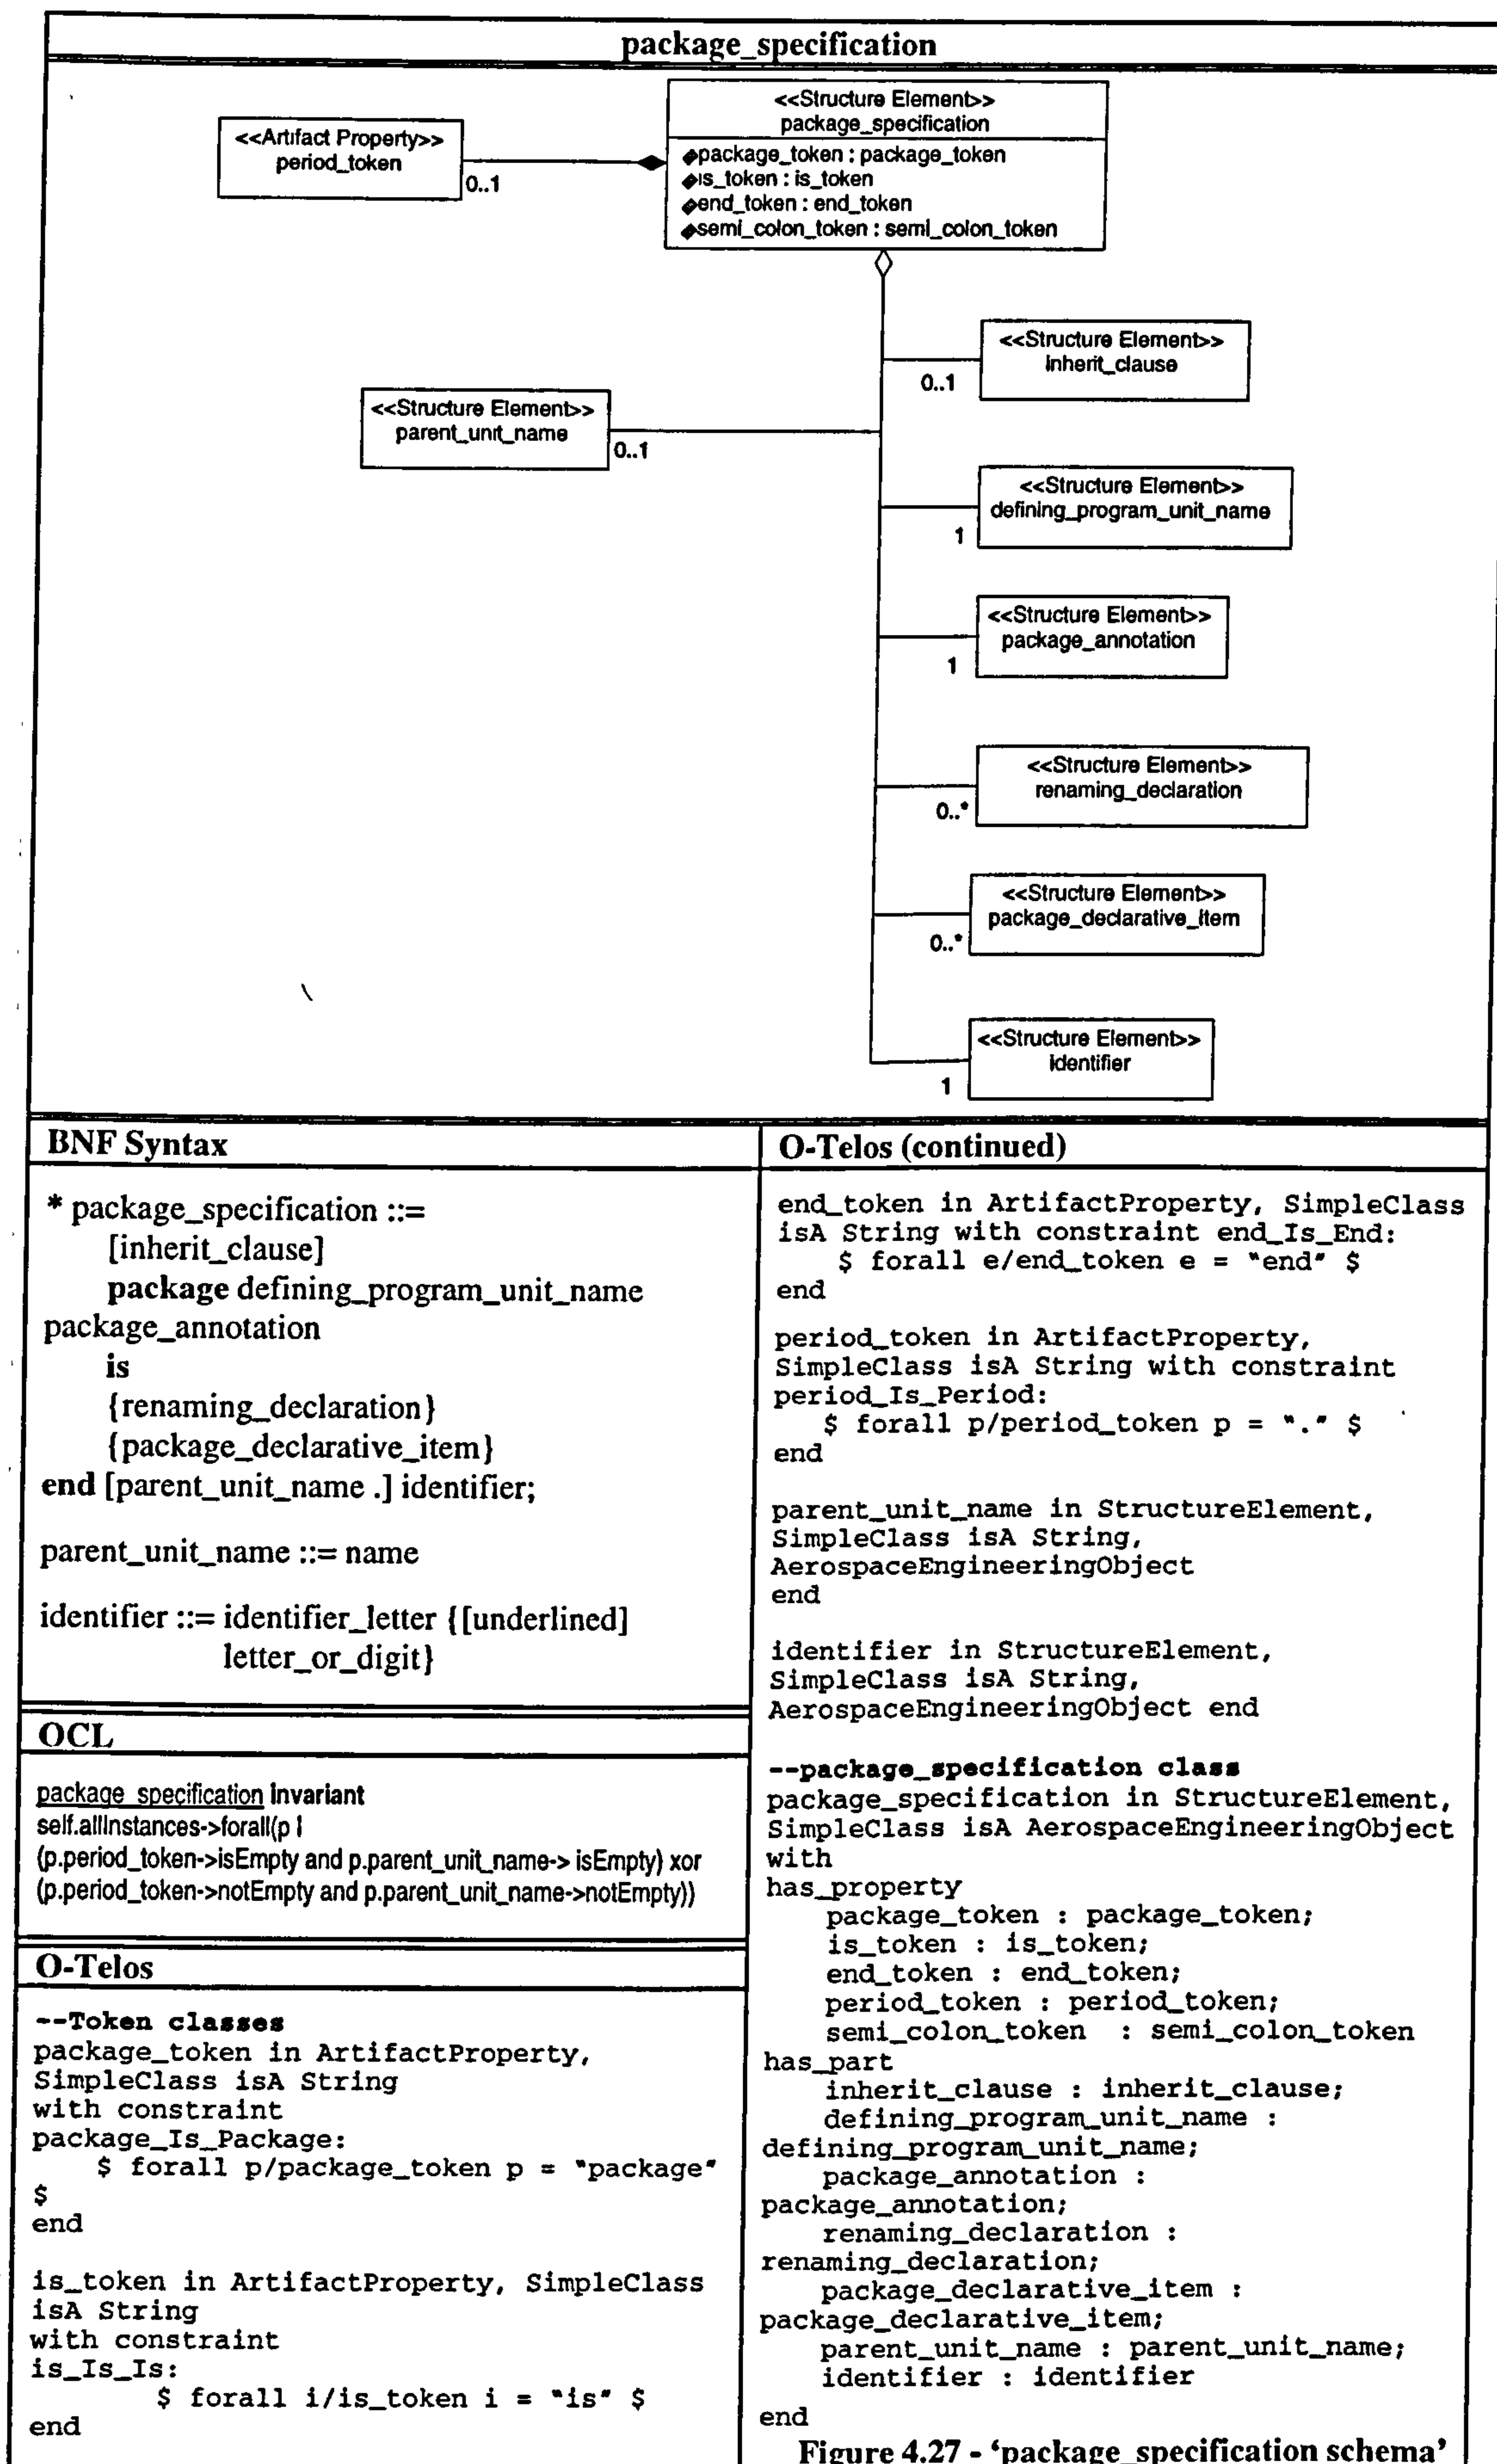 package_specification
<<Structure Element>>
package_specification
package_token : package_token
is_token : is_token
end_token : end_token
semi_colon_token : semi_colon_token
<<Artifact Property>>
period_token
0..1
<<Structure Element>>
inherit_clause
0..1
<<Structure Element>>
parent_unit_name
0..1
<<Structure Element>>
defining_program_unit_name
1
<<Structure Element>>
package_annotation
1
<<Structure Element>>
renaming_declaration
0..*
<<Structure Element>>
package_declarative_item
0..*
<<Structure Element>>
identifier
1
BNF Syntax
* package_specification ::=
[inherit_clause]
package defining_program_unit_name
package_annotation
is
{renaming_declaration}
{package_declarative_item}
end [parent_unit_name .] identifier;
parent_unit_name ::= name
identifier ::= identifier_letter {[underlined]
letter_or_digit}
OCL
package_specification invariant
self.allInstances->forall(p |
(p.period_token->isEmpty and p.parent_unit_name-> isEmpty) xor
(p.period_token->notEmpty and p.parent_unit_name->notEmpty))
O-Telos
--Token classes
package_token in ArtifactProperty,
SimpleClass isA String
with constraint
package_Is_Package:
$ forall p/package_token p = "package"
$
end
is_token in ArtifactProperty, SimpleClass
isA String
with constraint
is_Is_Is:
$ forall i/is_token i = "is" $
end
O-Telos (continued)
end_token in ArtifactProperty, SimpleClass
isA String with constraint end_Is_End:
$ forall e/end_token e = "end" $
end
period_token in ArtifactProperty,
SimpleClass isA String with constraint
period_Is_Period:
$ forall p/period_token p = "." $
end
parent_unit_name in StructureElement,
SimpleClass isA String,
AerospaceEngineeringObject
end
identifier in StructureElement,
SimpleClass isA String,
AerospaceEngineeringObject end
--package_specification class
package_specification in StructureElement,
SimpleClass isA AerospaceEngineeringObject
with
has_property
package_token : package_token;
is_token : is_token;
end_token : end_token;
period_token : period_token;
semi_colon_token : semi_colon_token
has_part
inherit_clause : inherit_clause;
defining_program_unit_name :
defining_program_unit_name;
package_annotation :
package_annotation;
renaming_declaration :
renaming_declaration;
package_declarative_item :
package_declarative_item;
parent_unit_name : parent_unit_name;
identifier : identifier
end
Figure 4.27 - ‘package_specification schema’